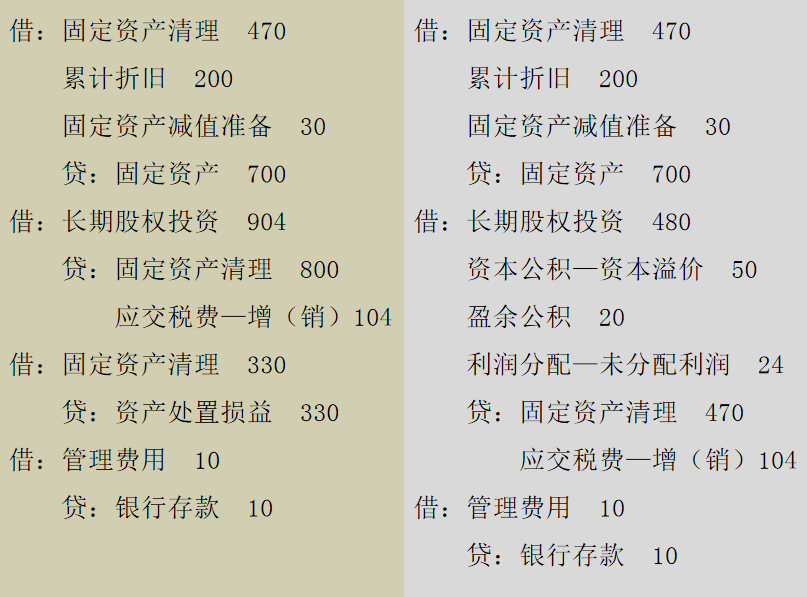 借：固定资产清理 470
累计折旧 200
固定资产减值准备 30
贷：固定资产 700
借：长期股权投资 904
贷：固定资产清理 800
应交税费—增（销）104
借：固定资产清理 330
贷：资产处置损益 330
借：管理费用 10
贷：银行存款 10
借：固定资产清理 470
累计折旧 200
固定资产减值准备 30
贷：固定资产 700
借：长期股权投资 480
资本公积—资本溢价 50
盈余公积 20
利润分配—未分配利润 24
贷：固定资产清理 470
应交税费—增（销）104
借：管理费用 10
贷：银行存款 10